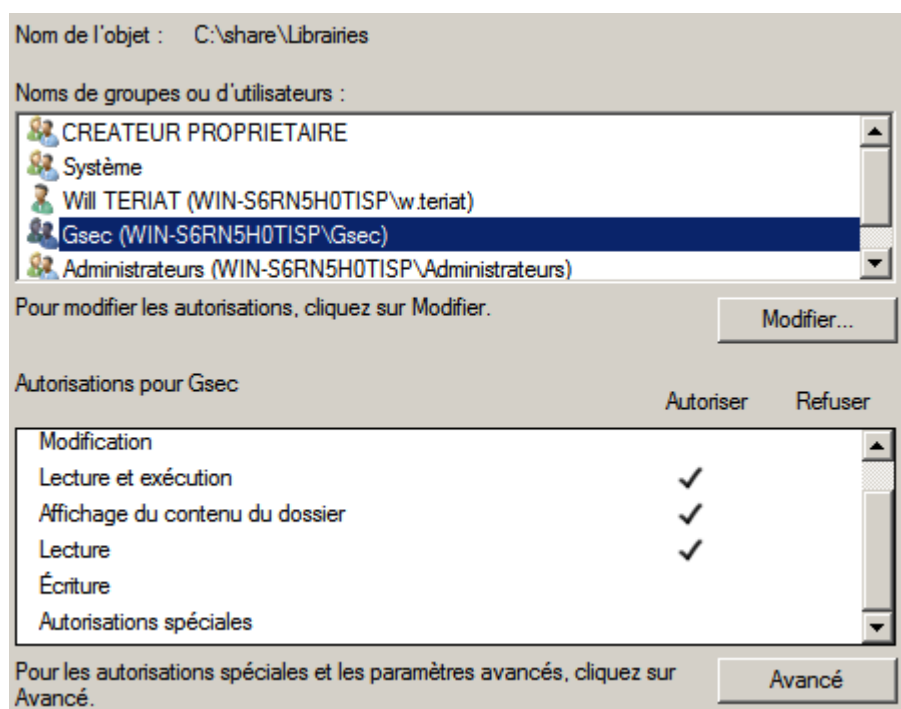 Nom de l'objet : C:\share\Librairies
Noms de groupes ou d'utilisateurs :
CREATEUR PROPRIETAIRE
Système
Will TERIAT (WIN-S6RN5H0TISP\w.teriat)
Gsec (WIN-S6RN5H0TISP\Gsec)
Administrateurs (WIN-S6RN5H0TISP\Administrateurs)
Pour modifier les autorisations, cliquez sur Modifier.
Modifier...
Autorisations pour Gsec
Autoriser Refuser
Modification
Lecture et exécution
Affichage du contenu du dossier
Lecture
Écriture
Autorisations spéciales
Pour les autorisations spéciales et les paramètres avancés, cliquez sur
Avancé.
Avancé